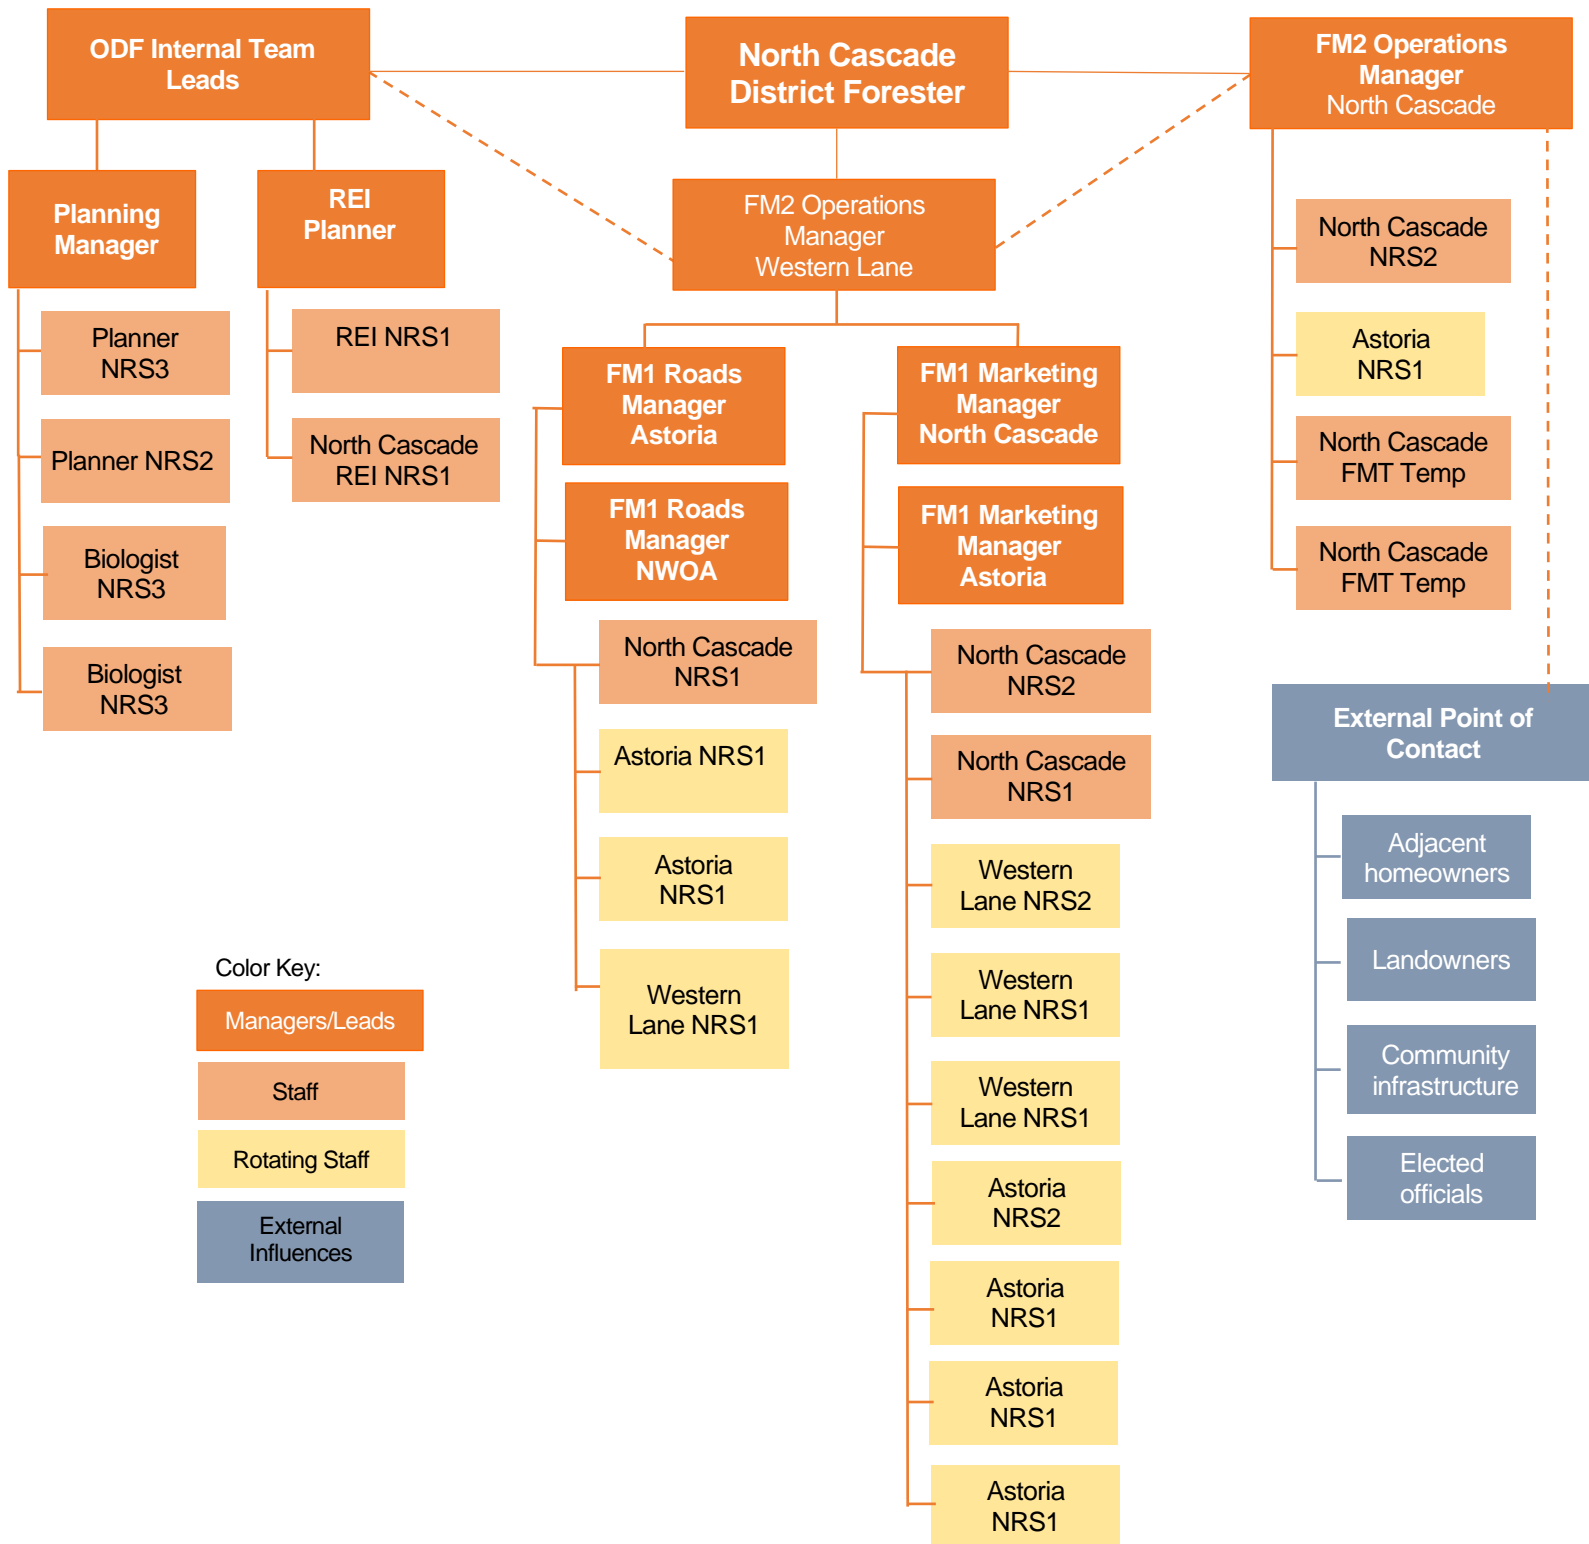 ODF Internal Team
Leads
North Cascade
District Forester
FM2 Operations
Manager
North Cascade
Planning
Manager
REI
Planner
FM2 Operations
Manager
Western Lane
Planner
NRS3
Planner NRS2
Biologist
NRS3
Biologist
NRS3
REI NRS1
North Cascade
REI NRS1
FM1 Roads
Manager
Astoria
FM1 Roads
Manager
NWOA
North Cascade
NRS1
Astoria NRS1
Astoria
NRS1
Western
Lane NRS1
FM1 Marketing
Manager
North Cascade
FM1 Marketing
Manager
Astoria
North Cascade
NRS2
North Cascade
NRS1
Western
Lane NRS2
Western
Lane NRS1
Western
Lane NRS1
Astoria
NRS2
Astoria
NRS1
Astoria
NRS1
Astoria
NRS1
North Cascade
NRS2
Astoria
NRS1
North Cascade
FMT Temp
North Cascade
FMT Temp
External Point of
Contact
Adjacent
homeowners
Landowners
Community
infrastructure
Elected
officials
Color Key:
Managers/Leads
Staff
Rotating Staff
External
Influences